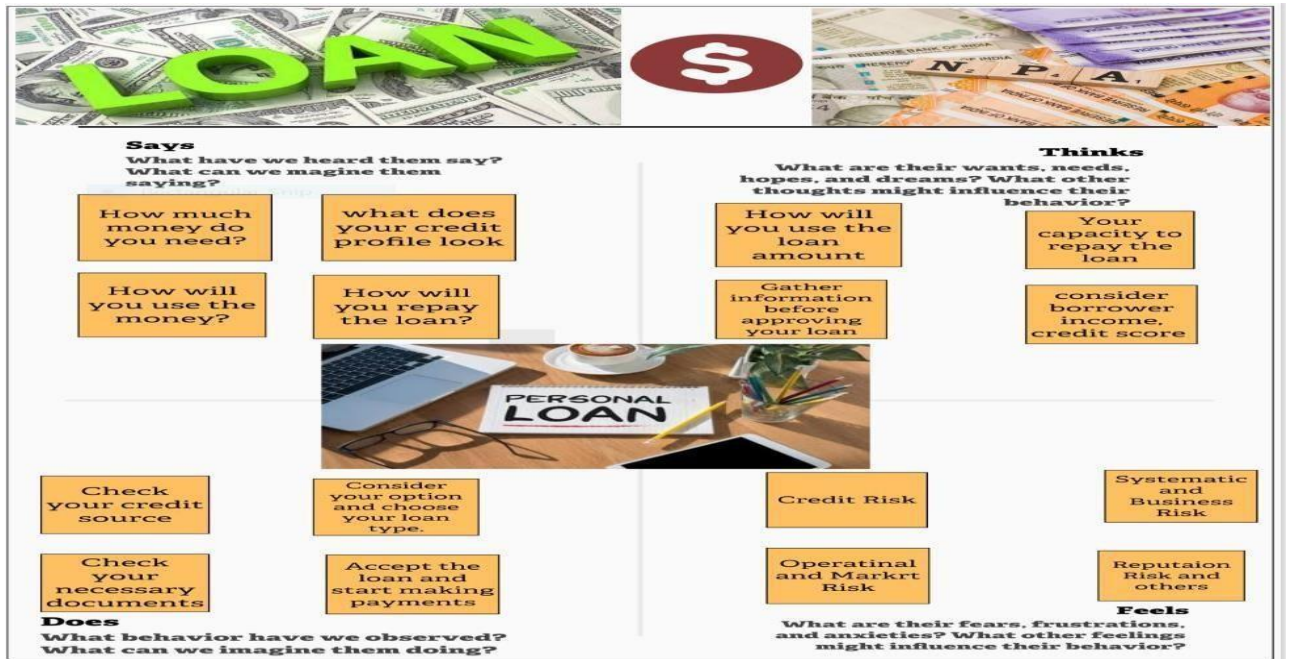 LOAN
$
RESERVE BANK OF INDIA
N P A
Says
What have we heard them say?
What can we magine them
saying?
How much
money do
you need?
what does
your credit
profile look
How will
you use the
money?
How will
you repay
the loan?
Thinks
What are their wants, needs,
hopes, and dreams? What other
thoughts might influence their
behavior?
How will
you use the
loan
amount
Your
capacity to
repay the
loan
Gather
information
before
approving
your loan
consider
borrower
income,
credit score
PERSONAL
LOAN
Check
your credit
source
Consider
your option
and choose
your loan
type.
Check
your
necessary
documents
Accept the
loan and
start making
payments
Does
What behavior have we observed?
What can we imagine them doing?
Credit Risk
Systematic
and
Business
Risk
Operatinal
and Markrt
Risk
Reputaion
Risk and
others
Feels
What are their fears, frustrations,
and anxieties? What other feelings
might influence their behavior?